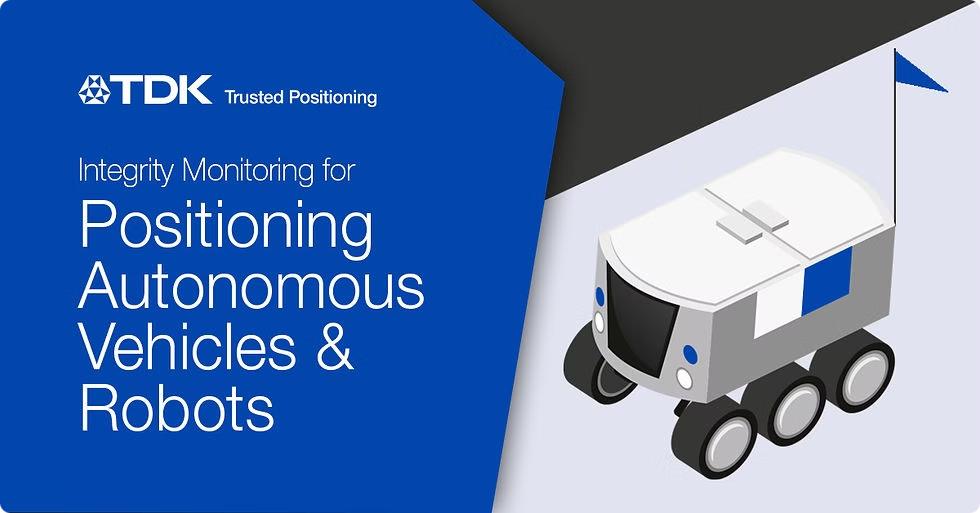 TDK Trusted Positioning
Integrity Monitoring for
Positioning
Autonomous
Vehicles &
Robots